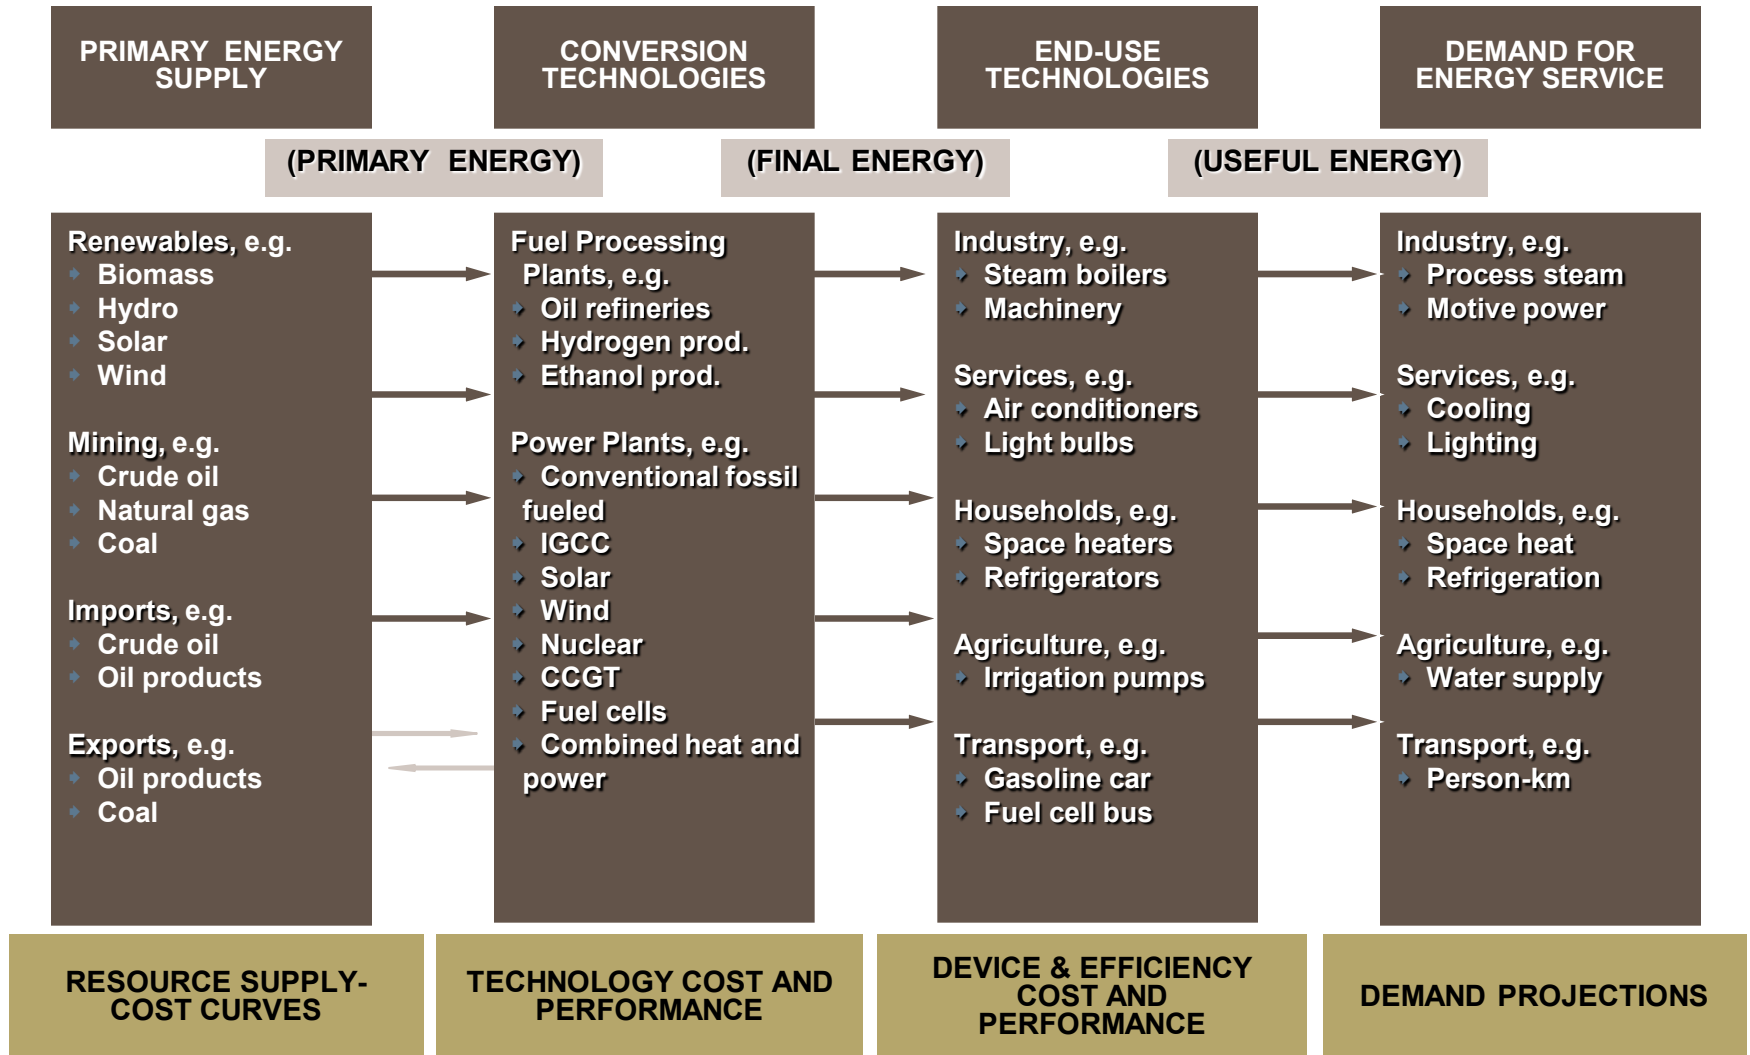 PRIMARY ENERGY
SUPPLY
CONVERSION
TECHNOLOGIES
END-USE
TECHNOLOGIES
DEMAND FOR
ENERGY SERVICE
(PRIMARY ENERGY)
(FINAL ENERGY)
(USEFUL ENERGY)
Renewables, e.g.
Biomass
Hydro
Solar
Wind
Mining, e.g.
Crude oil
Natural gas
Coal
Imports, e.g.
Crude oil
Oil products
Exports, e.g.
Oil products
Coal
Fuel Processing
Plants, e.g.
Oil refineries
Hydrogen prod.
Ethanol prod.
Power Plants, e.g.
Conventional fossil
fueled
IGCC
Solar
Wind
Nuclear
CCGT
Fuel cells
Combined heat and
power
Industry, e.g.
Steam boilers
Machinery
Services, e.g.
Air conditioners
Light bulbs
Households, e.g.
Space heaters
Refrigerators
Agriculture, e.g.
Irrigation pumps
Transport, e.g.
Gasoline car
Fuel cell bus
Industry, e.g.
Process steam
Motive power
Services, e.g.
Cooling
Lighting
Households, e.g.
Space heat
Refrigeration
Agriculture, e.g.
Water supply
Transport, e.g.
Person-km
RESOURCE SUPPLY-
COST CURVES
TECHNOLOGY COST AND
PERFORMANCE
DEVICE & EFFICIENCY
COST AND
PERFORMANCE
DEMAND PROJECTIONS